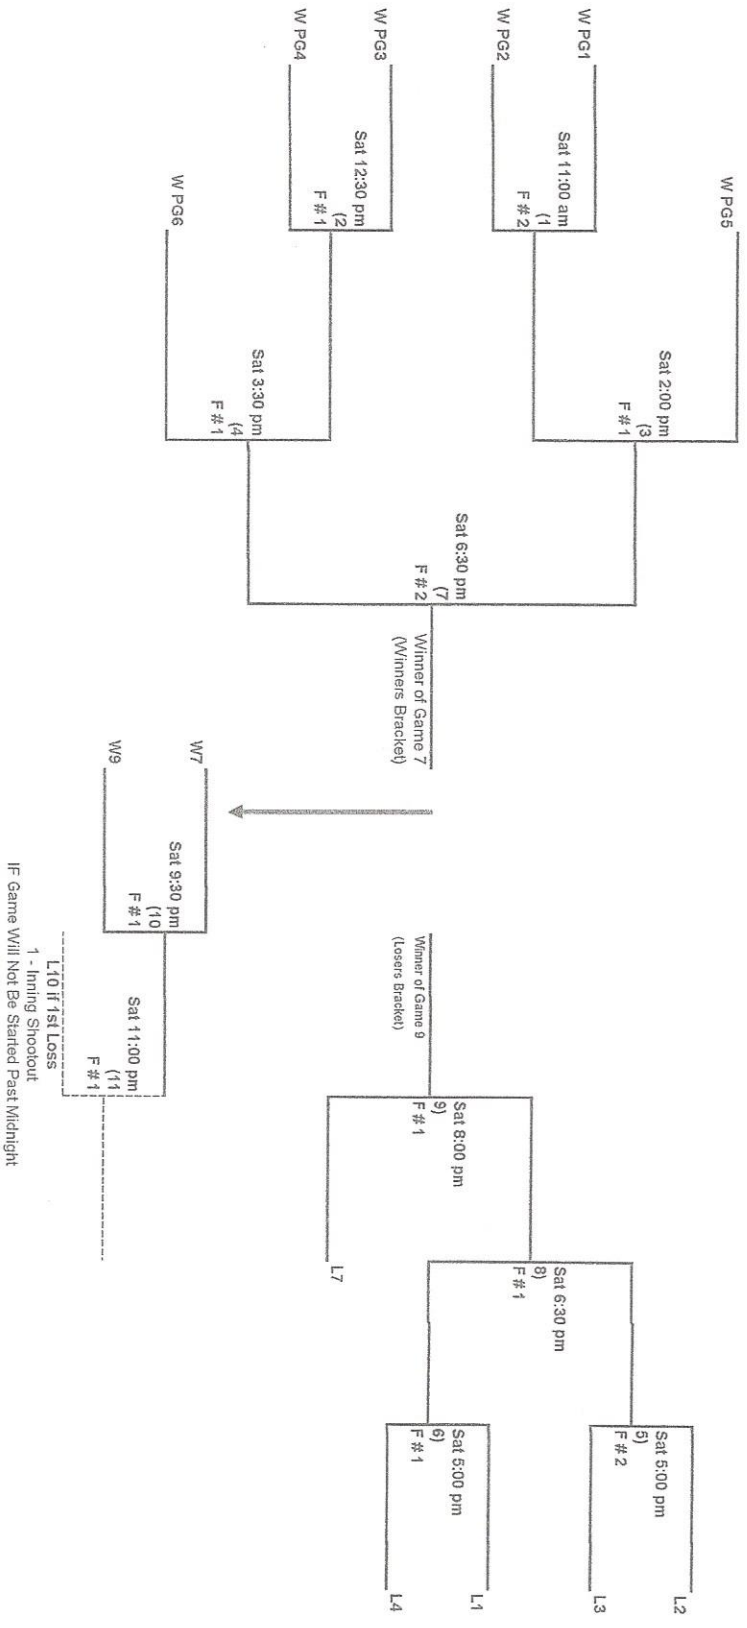 W PG5
Sat 2:00 pm
(3
F # 1
W PG1
Sat 11:00 am
(1
F # 2
W PG2
Sat 6:30 pm
(7
F # 2
Winner of Game 7
(Winners Bracket)
W PG3
Sat 12:30 pm
(2
F # 1
W PG4
Sat 3:30 pm
(4
F # 1
W PG6
L2
Sat 5:00 pm
5)
F # 2
L3
Sat 6:30 pm
8)
F # 1
L1
Sat 5:00 pm
6)
F # 1
L4
Winner of Game 9
(Losers Bracket)
Sat 8:00 pm
9)
F # 1
L7
W7
Sat 9:30 pm
(10
F # 1
W9
Sat 11:00 pm
(11
F # 1
L10 if 1st Loss
1 - Inning Shootout
IF Game Will Not Be Started Past Midnight